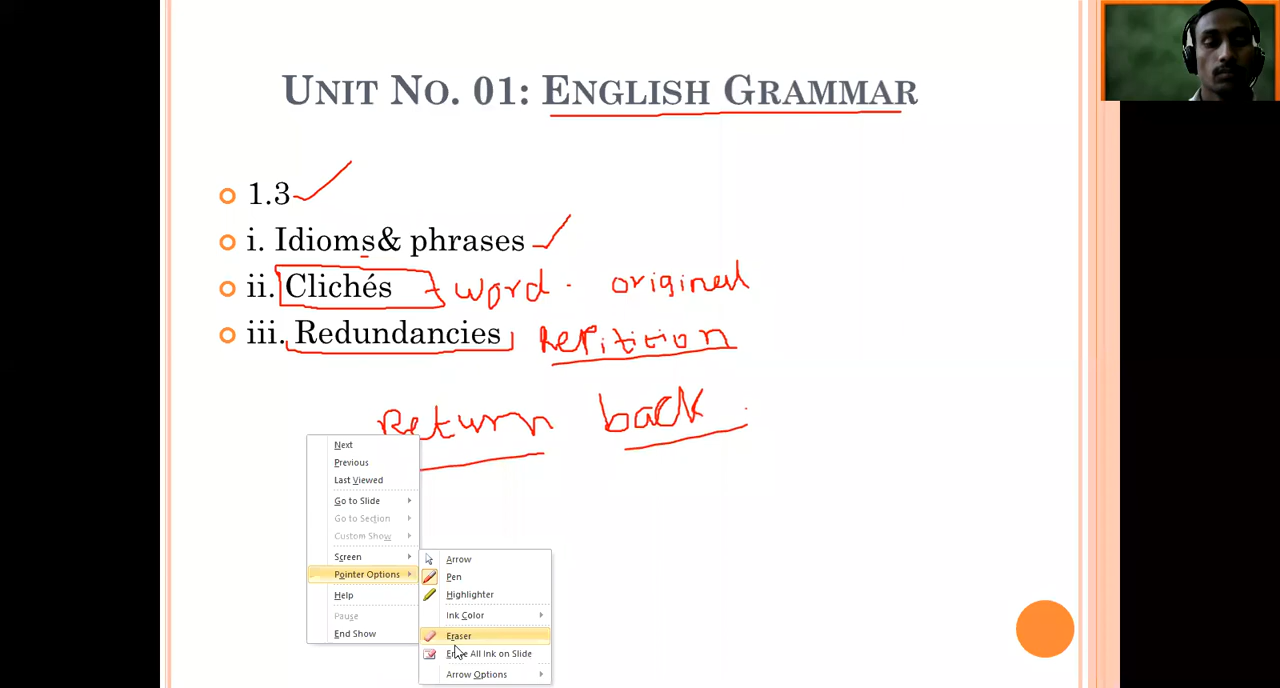 UNIT NO. 01: ENGLISH GRAMMAR
1.3
i. Idioms& phrases
ii. Clichés word. original
iii. Redundancies Repitition
Return back.
Next
Previous
Last Viewed
Go to Slide
Go to Section
Custom Show
Screen
Pointer Options
Help
Pause
End Show
Arrow
Pen
Highlighter
Ink Color
Eraser
Erase All Ink on Slide
Arrow Options